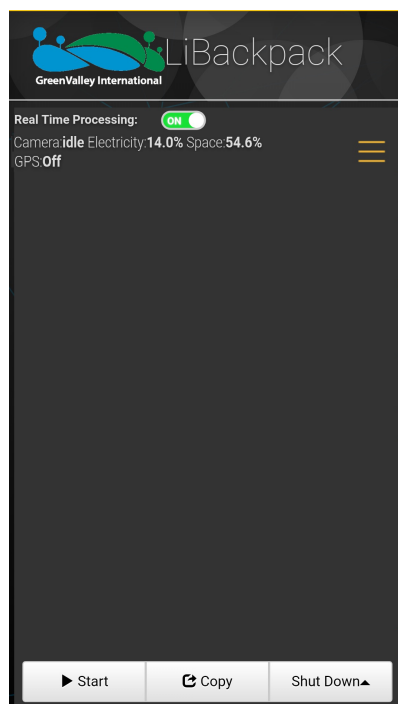 LiBackpack
GreenValley International
Real Time Processing: ON
Camera:idle Electricity:14.0% Space:54.6%
GPS:Off
Start Copy Shut Down